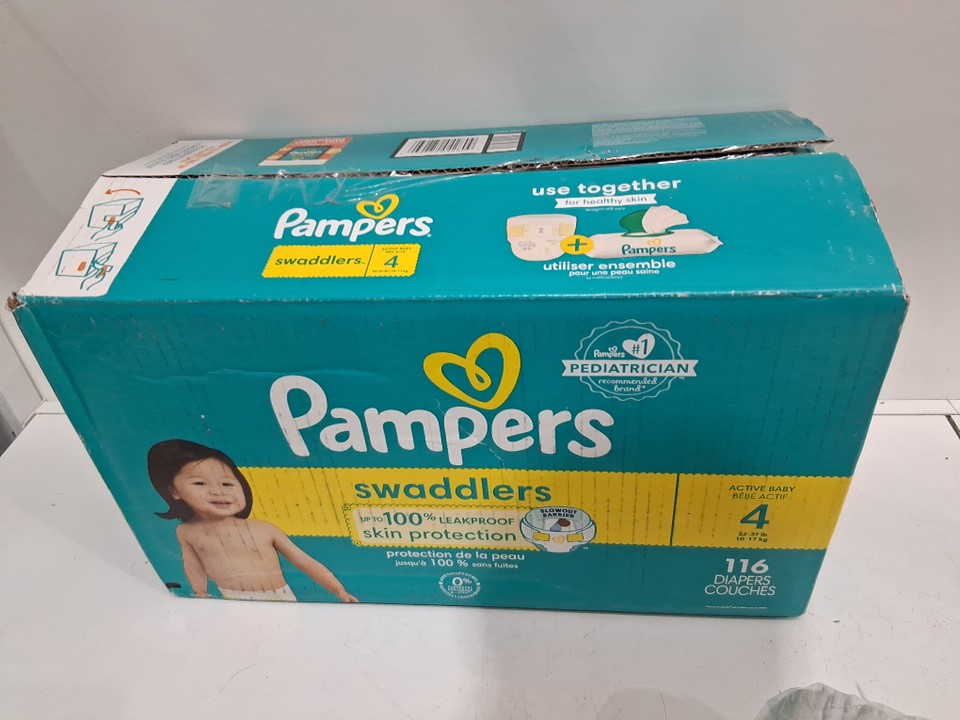 Pampers
swaddlers.
ACTIVE BABY
4
use together
for healthy skin
Pampers
utiliser ensemble
pour une peau saine
Pampers #1
PEDIATRICIAN
recommended
brand*
Pampers
swaddlers
UP TO 100% LEAKPROOF
skin protection
BLOWOUT
BARRIER
protection de la peau
jusqu'à 100 % sans fuites
0%
ACTIVE BABY
BÉBÉ ACTIF
4
22-37 lb
10-17 kg
116
DIAPERS
COUCHES